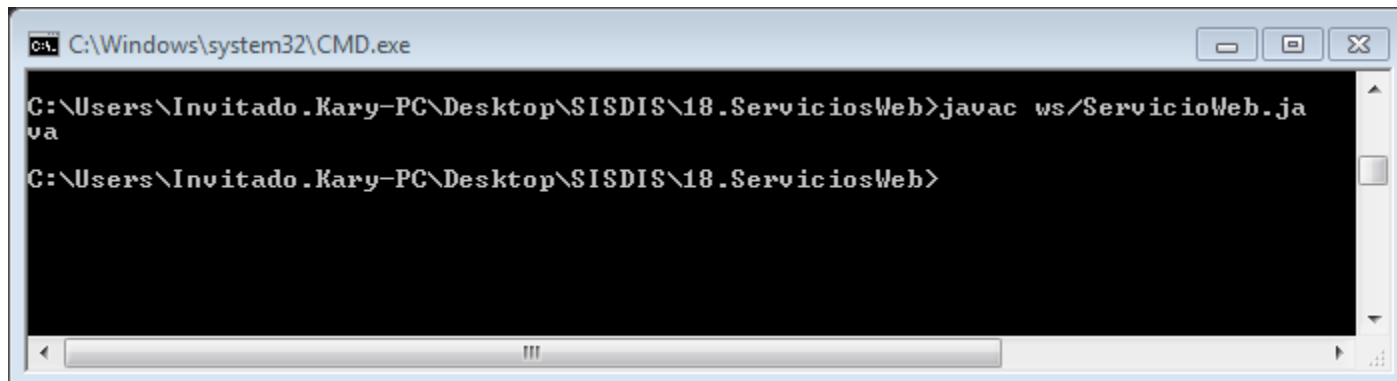 C:\Windows\system32\CMD.exe
C:\Users\Invitado.Kary-PC\Desktop\SISDIS\18.ServiciosWeb>javac ws/ServicioWeb.ja
va
C:\Users\Invitado.Kary-PC\Desktop\SISDIS\18.ServiciosWeb>